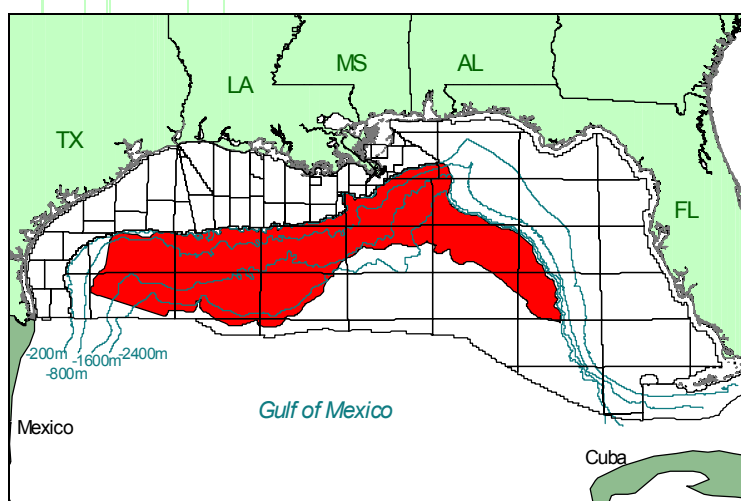 MS
AL
LA
TX
FL
-200m
-1600m
-2400m
-800m
Gulf of Mexico
Mexico
Cuba